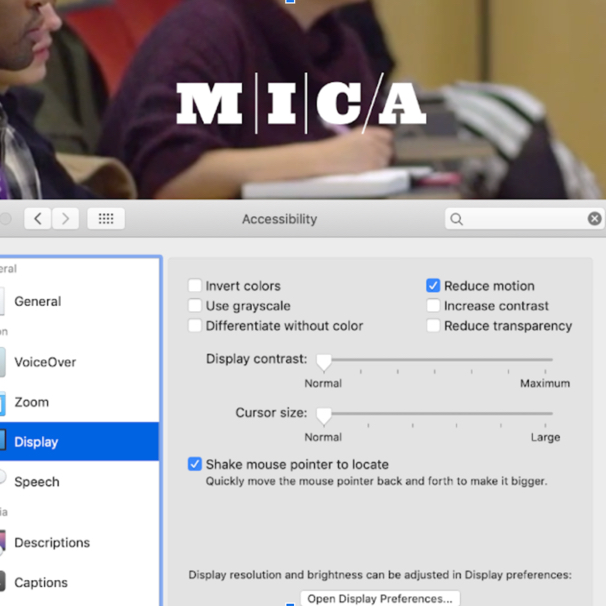 M|I|C/A
Accessibility
General
VoiceOver
Zoom
Display
Speech
Descriptions
Captions
Invert colors
Use grayscale
Differentiate without color
Reduce motion
Increase contrast
Reduce transparency
Display contrast:
Normal Maximum
Cursor size:
Normal Large
Shake mouse pointer to locate
Quickly move the mouse pointer back and forth to make it bigger.
Display resolution and brightness can be adjusted in Display preferences:
Open Display Preferences...